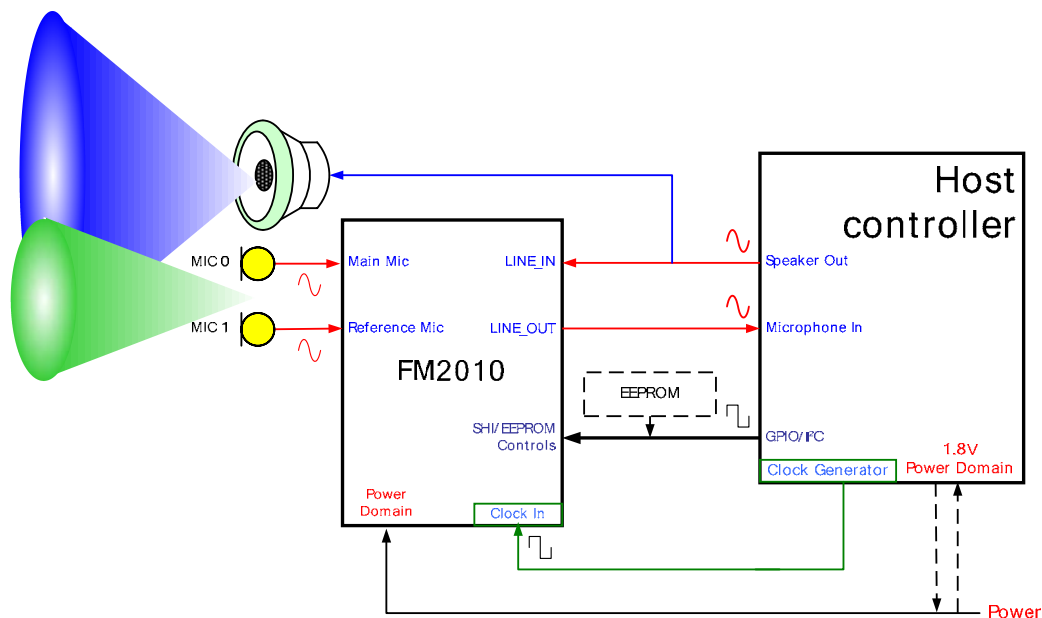 Host
controller
MIC 0
Main Mic
LINE_IN
Speaker Out
MIC 1
Reference Mic
LINE_OUT
Microphone In
FM2010
EEPROM
SHI/EEPROM
Controls
GPIO/I²C
1.8V
Power Domain
Clock Generator
Power
Domain
Clock In
Power